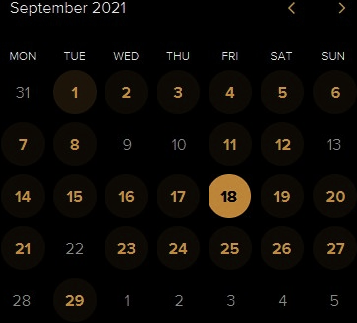 September 2021
MON TUE WED THU FRI SAT SUN
31 1 2 3 4 5 6
7 8 9 10 11 12 13
14 15 16 17 18 19 20
21 22 23 24 25 26 27
28 29 1 2 3 4 5